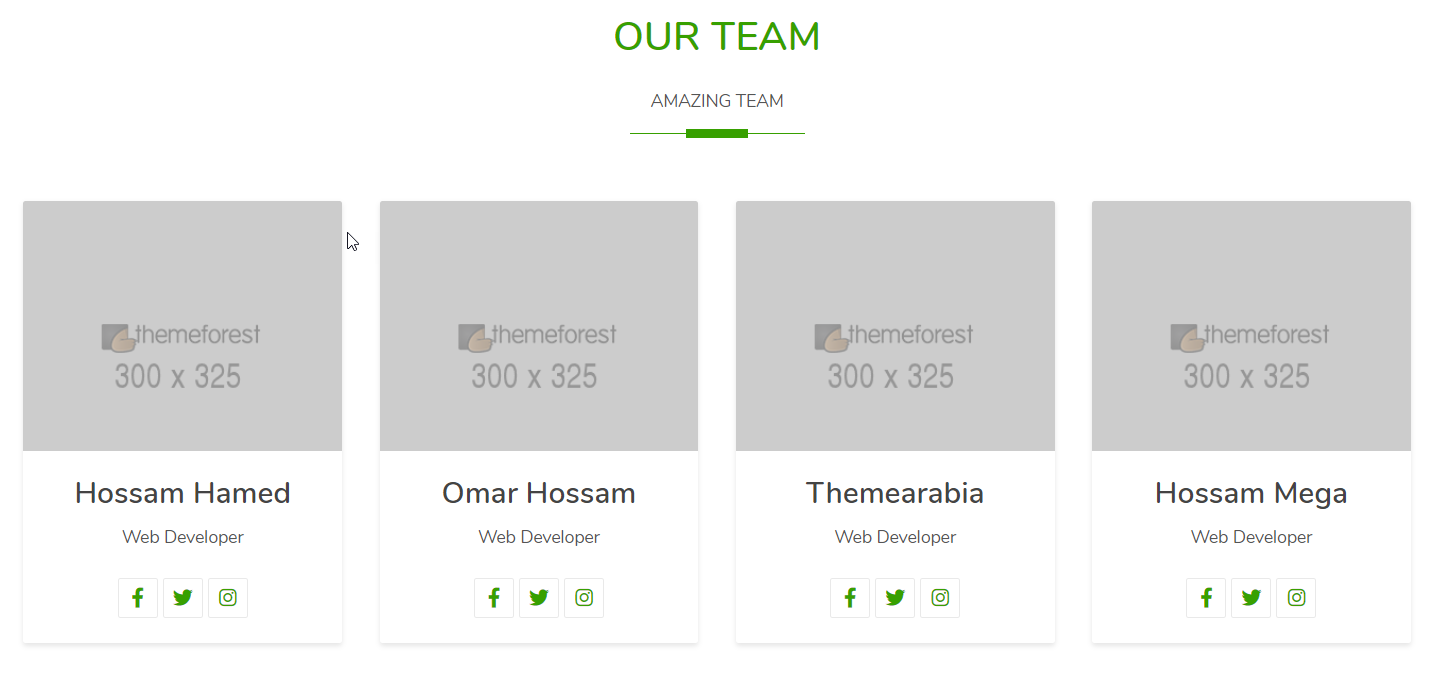 OUR TEAM
AMAZING TEAM
themeforest
300 x 325
themeforest
300 x 325
themeforest
300 x 325
themeforest
300 x 325
Hossam Hamed
Omar Hossam
Themearabia
Hossam Mega
Web Developer
Web Developer
Web Developer
Web Developer